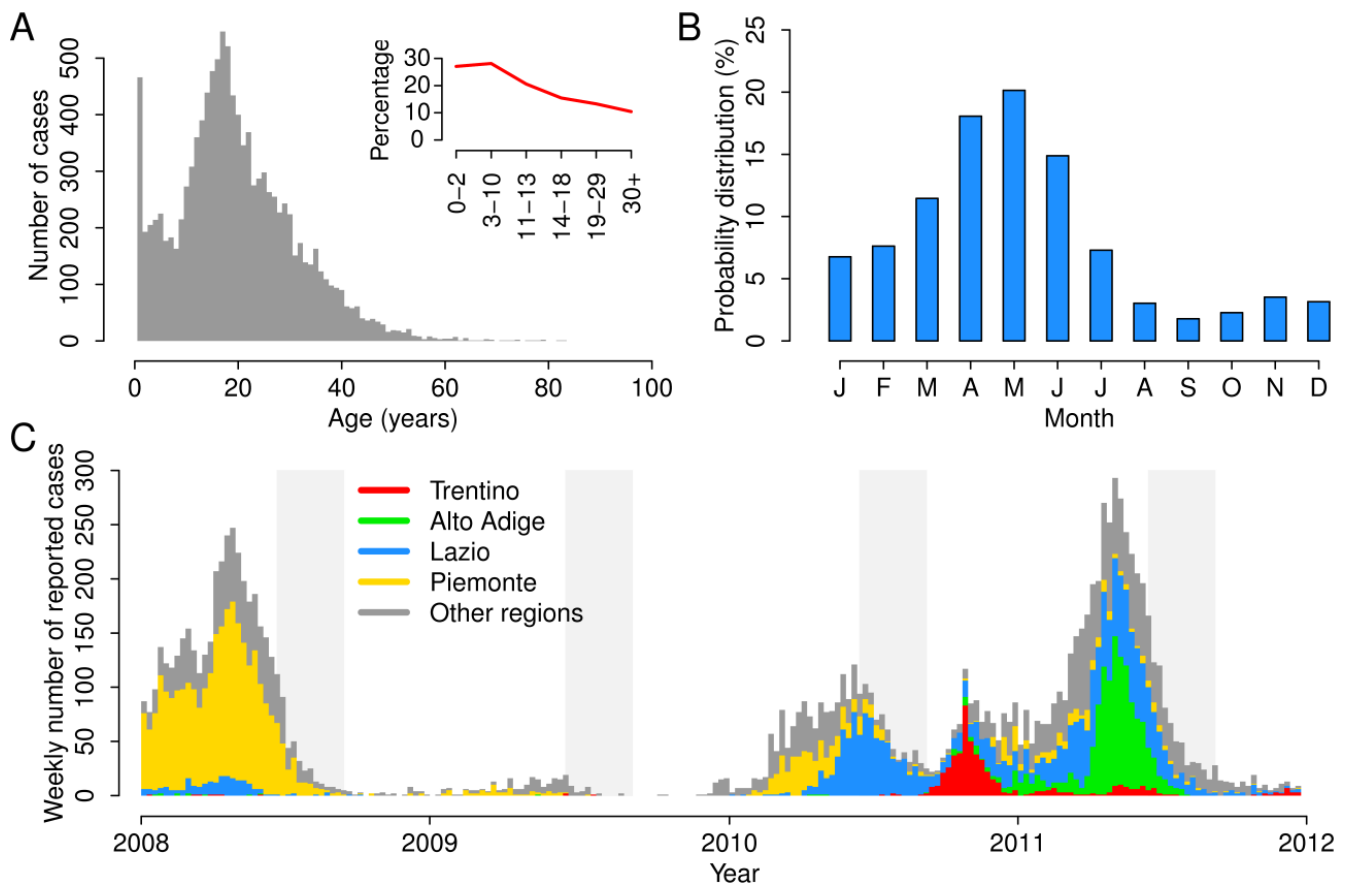 A
Number of cases
0 100 200 300 400 500
0 20 40 60 80 100
Age (years)
Percentage
0 10 20 30
0−2 3−10 11−13 14−18 19−29 30+
B
Probability distribution (%)
0 5 10 15 20 25
J F M A M J J A S O N D
Month
C
Weekly number of reported cases
0 50 100 150 200 250 300
Trentino
Alto Adige
Lazio
Piemonte
Other regions
2008 2009 2010 2011 2012
Year